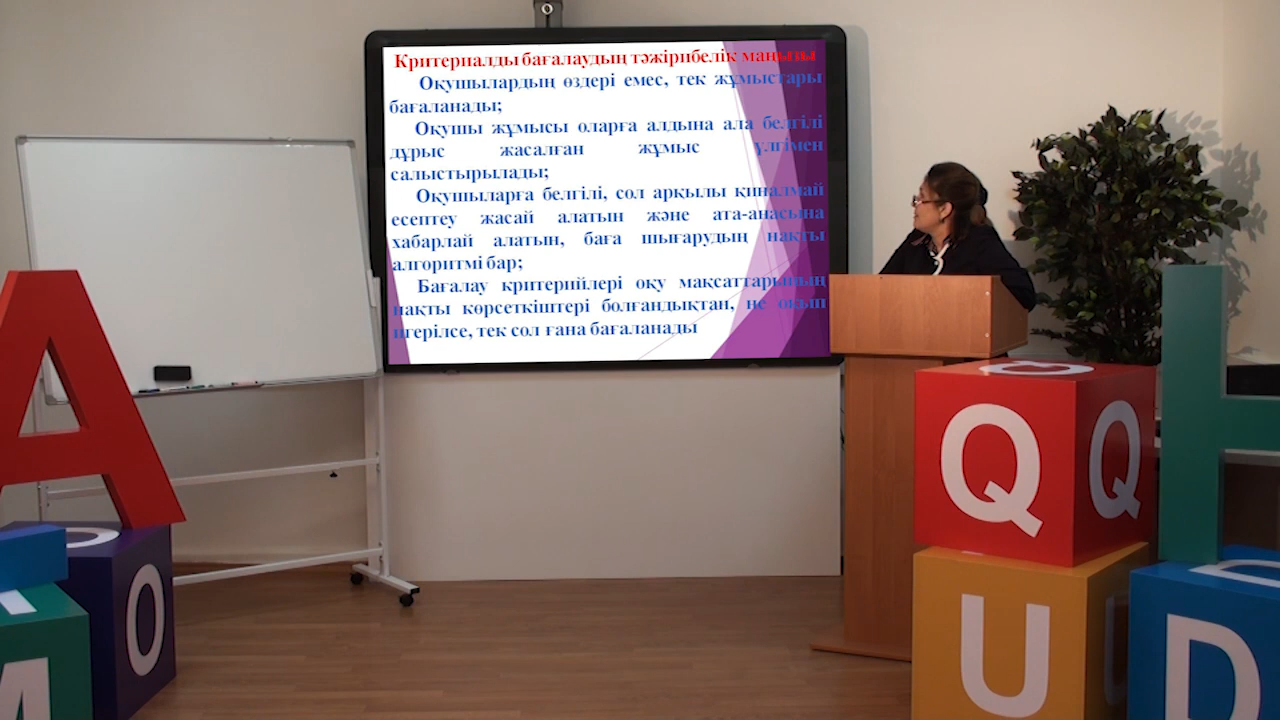 Критериалды бағалаудың тәжірибелік маңызы
Оқушылардың өздері емес, тек жұмыстары
бағаланады;
Оқушы жұмысы оларға алдына ала белгілі
дұрыс жасалған жұмыс үлгімен
салыстырылады;
Оқушыларға белгілі, сол арқылы қиналмай
есептеу жасай алатын және ата-анасына
хабарлай алатын, баға шығарудың нақты
алгоритмі бар;
Бағалау критерийлері оқу мақсаттарының
нақты көрсеткіштері болғандықтан, не оқып
игерілсе, тек сол ғана бағаланады
A
O
Q
Q
U
D